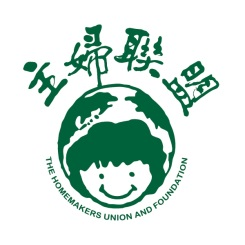 主婦聯盟
THE HOMEMAKERS UNION AND FOUNDATION